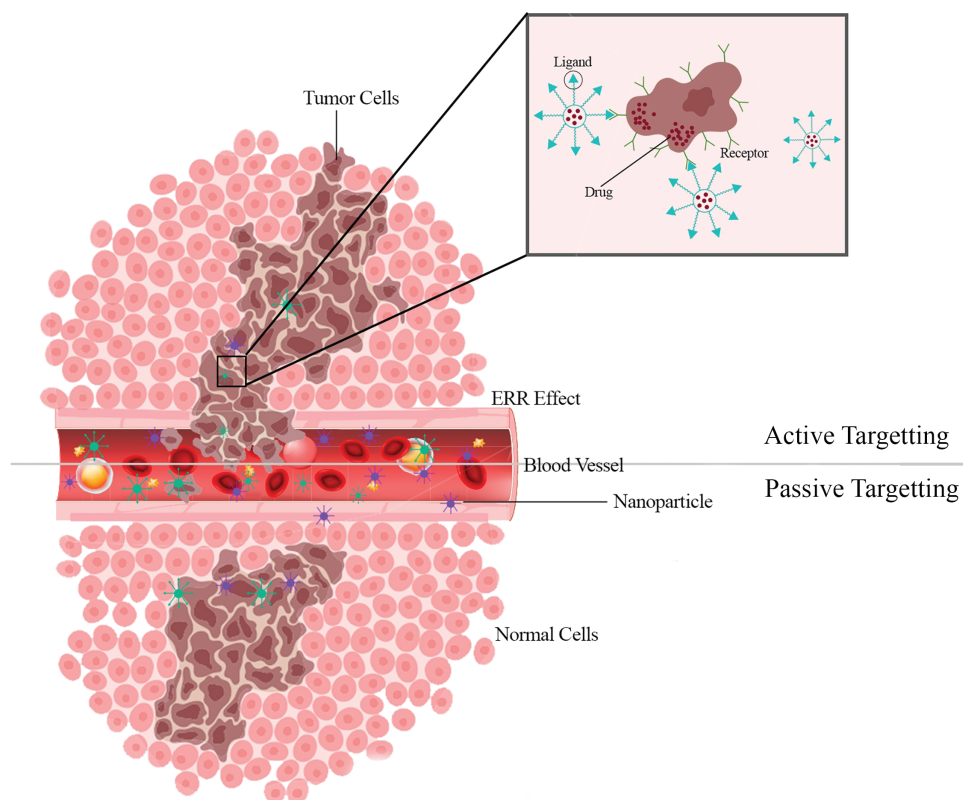 Ligand
Tumor Cells
Receptor
Drug
ERR Effect
Active Targetting
Blood Vessel
Passive Targetting
Nanoparticle
Normal Cells